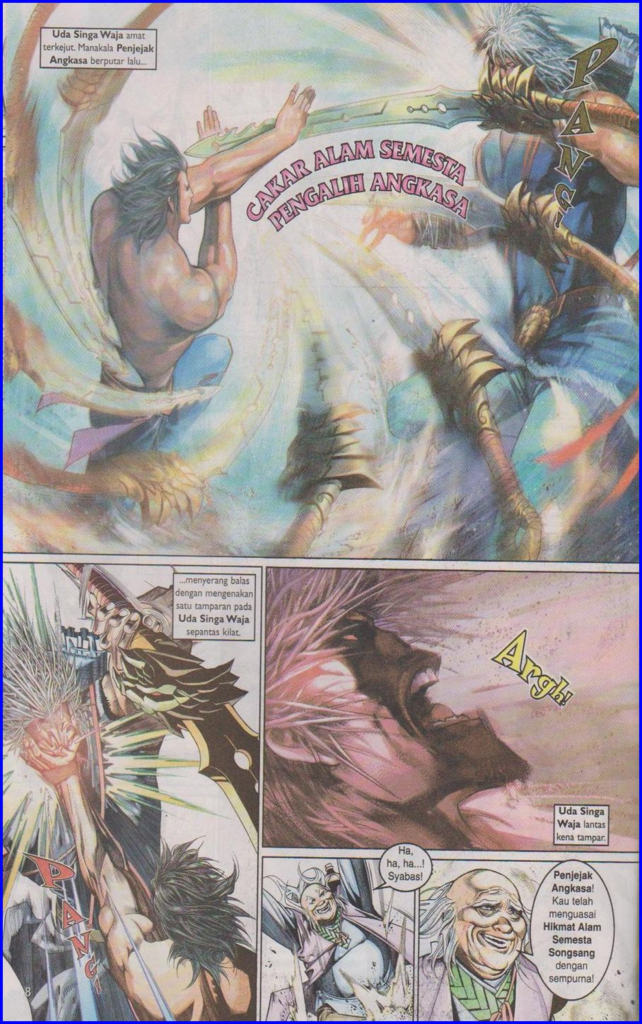 Uda Singa Waja amat
terkejut. Manakala Penjejak
Angkasa berputar lalu...
PANG
CAKAR ALAM SEMESTA
PENGALIH ANGKASA
...menyerang balas
dengan mengenakan
satu tamparan pada
Uda Singa Waja
sepantas kilat.
Argh!
Uda Singa
Waja lantas
kena tampar.
PANG
Ha,
ha, ha...!
Syabas!
Penjejak
Angkasa!
Kau telah
menguasai
Hikmat Alam
Semesta
Songsang
dengan
sempurna!
8